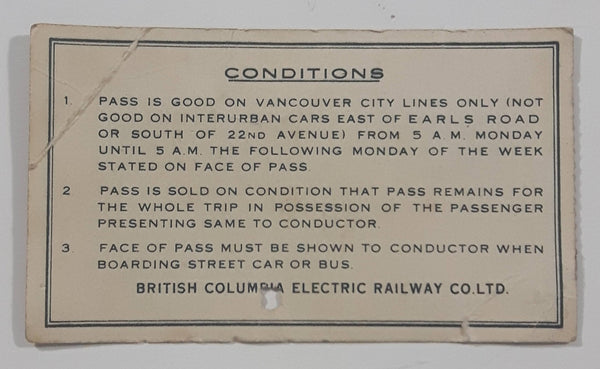 CONDITIONS
1. PASS IS GOOD ON VANCOUVER CITY LINES ONLY (NOT
GOOD ON INTERURBAN CARS EAST OF EARLS ROAD
OR SOUTH OF 22ND AVENUE) FROM 5 A.M. MONDAY
UNTIL 5 A.M. THE FOLLOWING MONDAY OF THE WEEK
STATED ON FACE OF PASS.
2 PASS IS SOLD ON CONDITION THAT PASS REMAINS FOR
THE WHOLE TRIP IN POSSESSION OF THE PASSENGER
PRESENTING SAME TO CONDUCTOR.
3. FACE OF PASS MUST BE SHOWN TO CONDUCTOR WHEN
BOARDING STREET CAR OR BUS.
BRITISH COLUMBIA ELECTRIC RAILWAY CO. LTD.